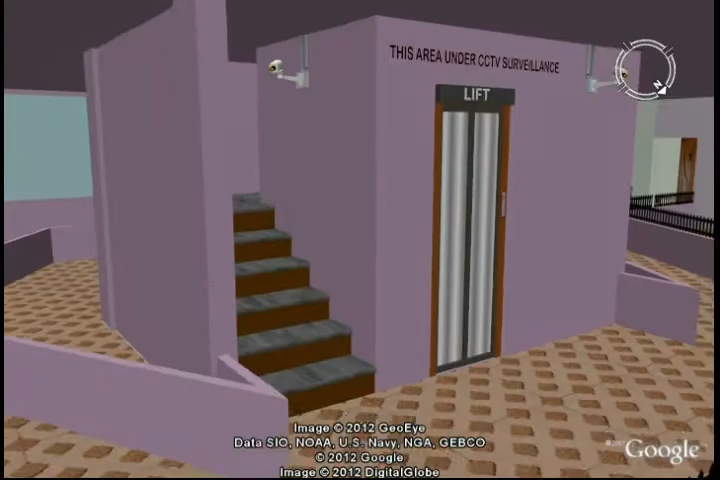 THIS AREA UNDER CCTV SURVEILLANCE
LIFT
N
Image © 2012 GeoEye
Data SIO, NOAA, U.S. Navy, NGA, GEBCO
© 2012 Google
Image © 2012 DigitalGlobe
Google